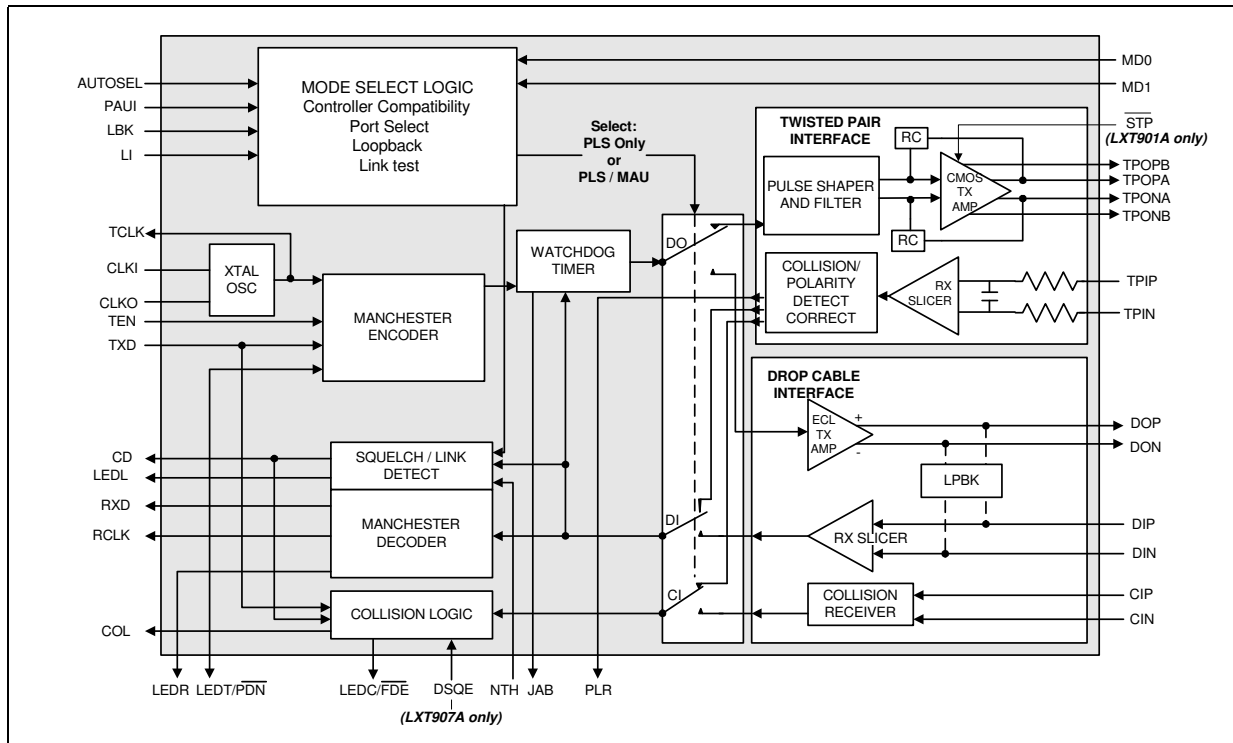 AUTOSEL
PAUI
LBK
LI
MODE SELECT LOGIC
Controller Compatibility
Port Select
Loopback
Link test
MD0
MD1
Select:
PLS Only
or
PLS / MAU
TWISTED PAIR
INTERFACE
STP
(LXT901A only)
RC
PULSE SHAPER
AND FILTER
CMOS
TX
AMP
RC
TPOPB
TPOPA
TPONA
TPONB
TCLK
CLKI
CLKO
TEN
TXD
XTAL
OSC
MANCHESTER
ENCODER
WATCHDOG
TIMER
DO
COLLISION/
POLARITY
DETECT
CORRECT
RX
SLICER
TPIP
TPIN
DROP CABLE
INTERFACE
ECL
TX
AMP
+
-
DOP
DON
LPBK
CD
LEDL
RXD
RCLK
SQUELCH / LINK
DETECT
MANCHESTER
DECODER
DI
RX SLICER
DIP
DIN
COLLISION LOGIC
CI
COLLISION
RECEIVER
CIP
CIN
COL
LEDR
LEDT/PDN
LEDC/FDE
DSQE
(LXT907A only)
NTH
JAB
PLR